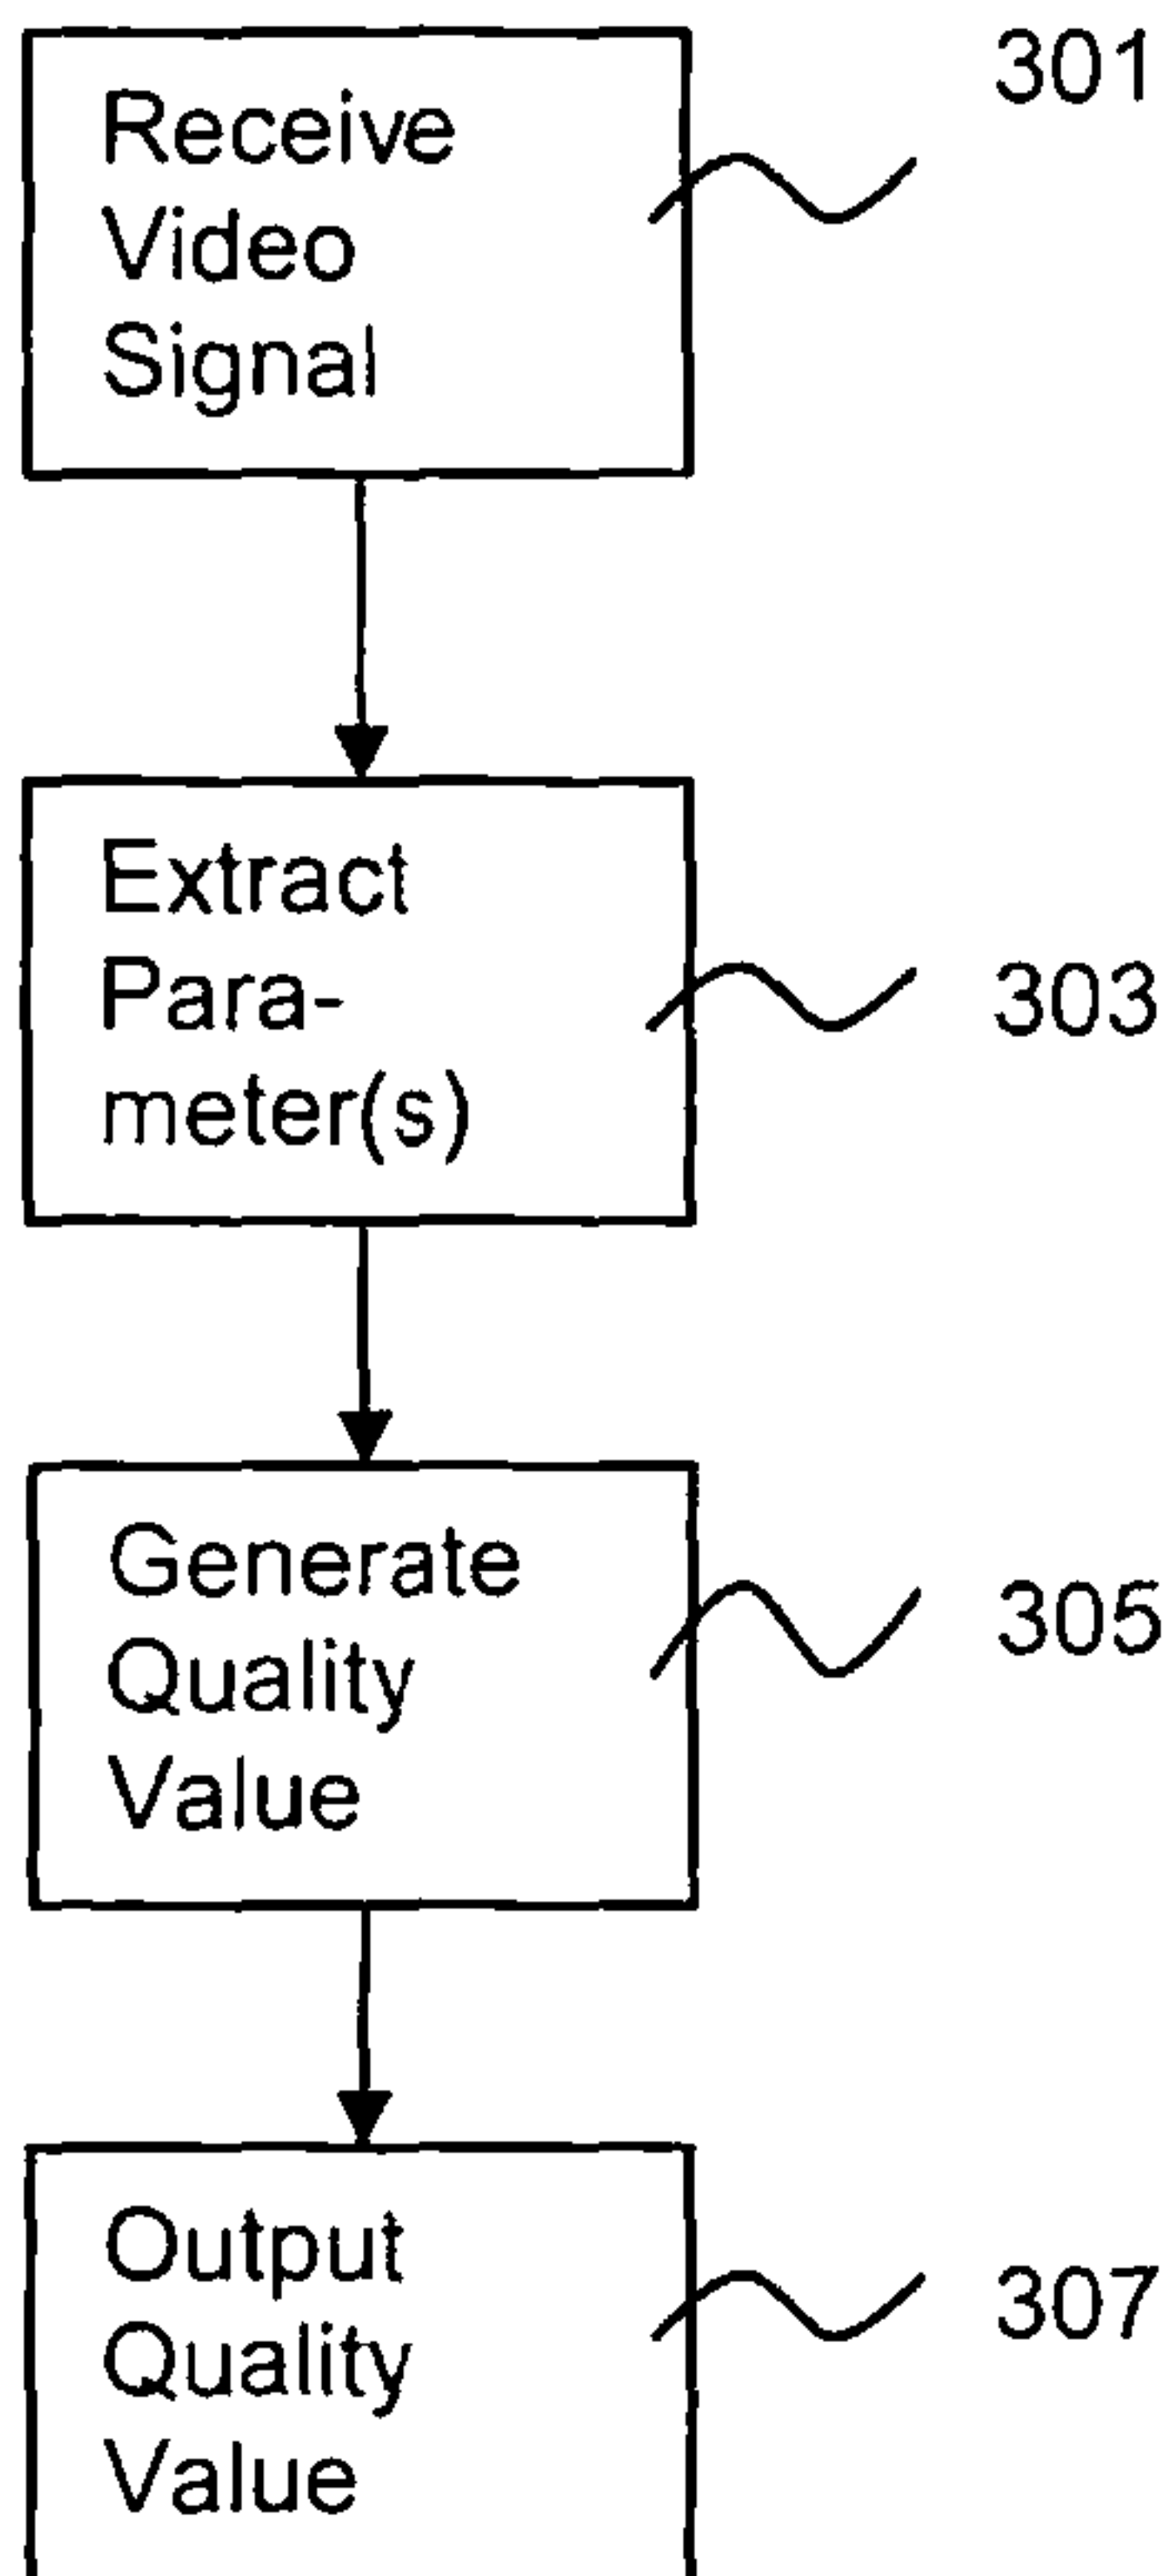 Receive
Video
Signal
301
Extract
Para-
meter(s)
303
Generate
Quality
Value
305
Output
Quality
Value
307